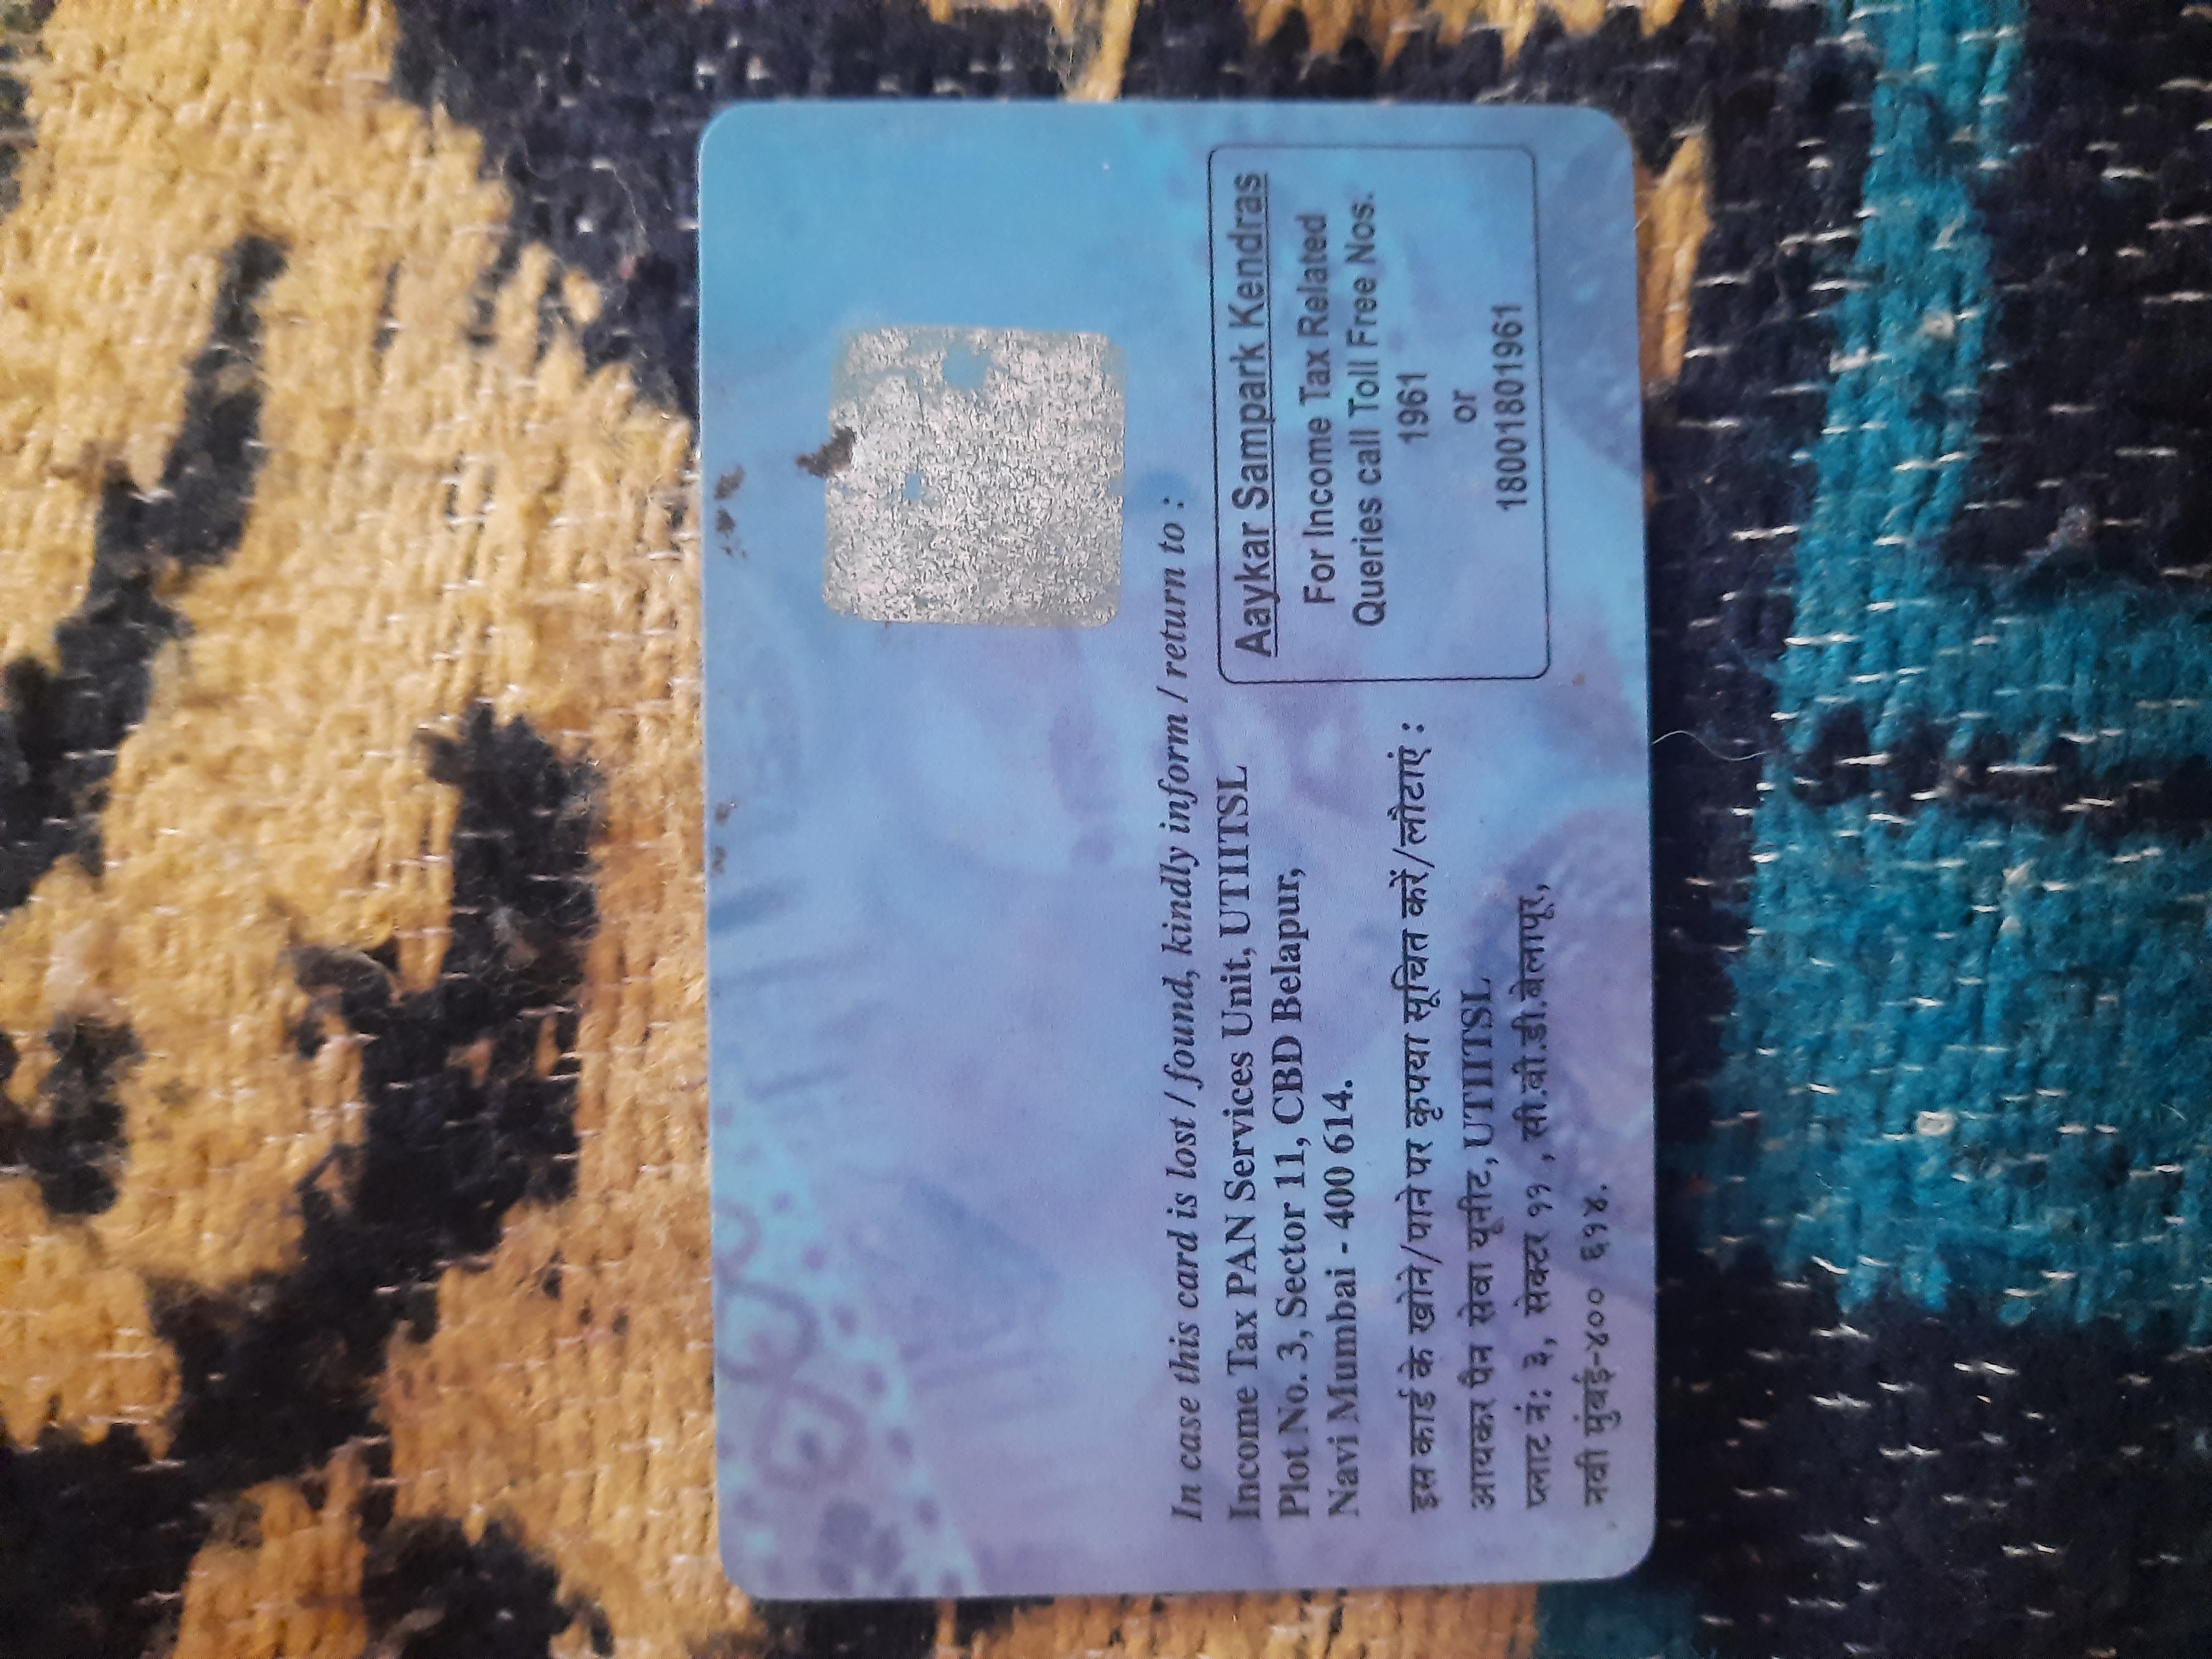 In case this card is lost / found, kindly inform / return to :
Income Tax PAN Services Unit, UTIITSL
Plot No. 3, Sector 11, CBD Belapur,
Navi Mumbai - 400 614.
इस कार्ड के खोने/पाने पर कृपया सूचित करें/लौटाएं :
आयकर पैन सेवा यूनीट, UTIITSL
प्लाट नं: ३, सेक्टर ११ , सी.बी.डी.बेलापूर,
नवी मुंबई-४०० ६१४.
Aaykar Sampark Kendras
For Income Tax Related
Queries call Toll Free Nos.
1961
or
18001801961